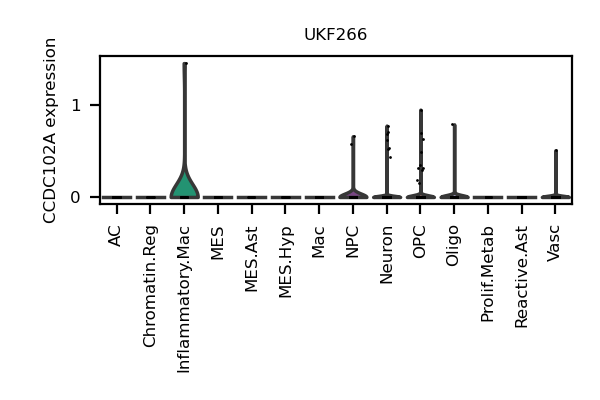 UKF266
CCDC102A expression
1
0
AC
Chromatin.Reg
Inflammatory.Mac
MES
MES.Ast
MES.Hyp
Mac
NPC
Neuron
OPC
Oligo
Prolif.Metab
Reactive.Ast
Vasc